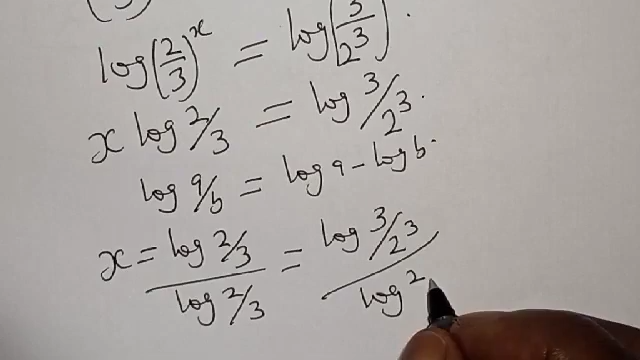 log(2/3)^x = log(3/2^3).
x log 2/3 = log 3/2^3.
log a/b = log a - log b.
x = log 2/3 / log 2/3 = log 3/2^3 / log 2